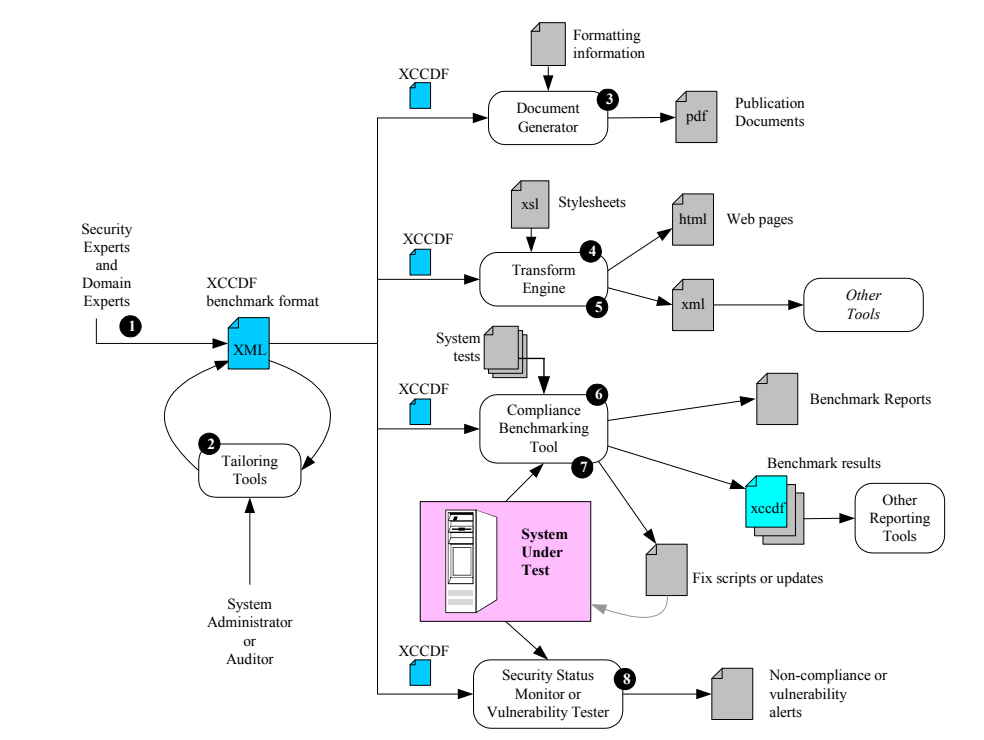 Formatting
information
XCCDF
3
Document
Generator
pdf
Publication
Documents
xsl
Stylesheets
html
Web pages
XCCDF
4
Transform
Engine
5
xml
Other
Tools
Security
Experts
and
Domain
Experts
1
XCCDF
benchmark format
XML
System
tests
XCCDF
6
Compliance
Benchmarking
Tool
7
Benchmark Reports
2
Tailoring
Tools
Benchmark results
xccdf
Other
Reporting
Tools
System
Under
Test
Fix scripts or updates
System
Administrator
or
Auditor
XCCDF
8
Security Status
Monitor or
Vulnerability Tester
Non-compliance or
vulnerability
alerts